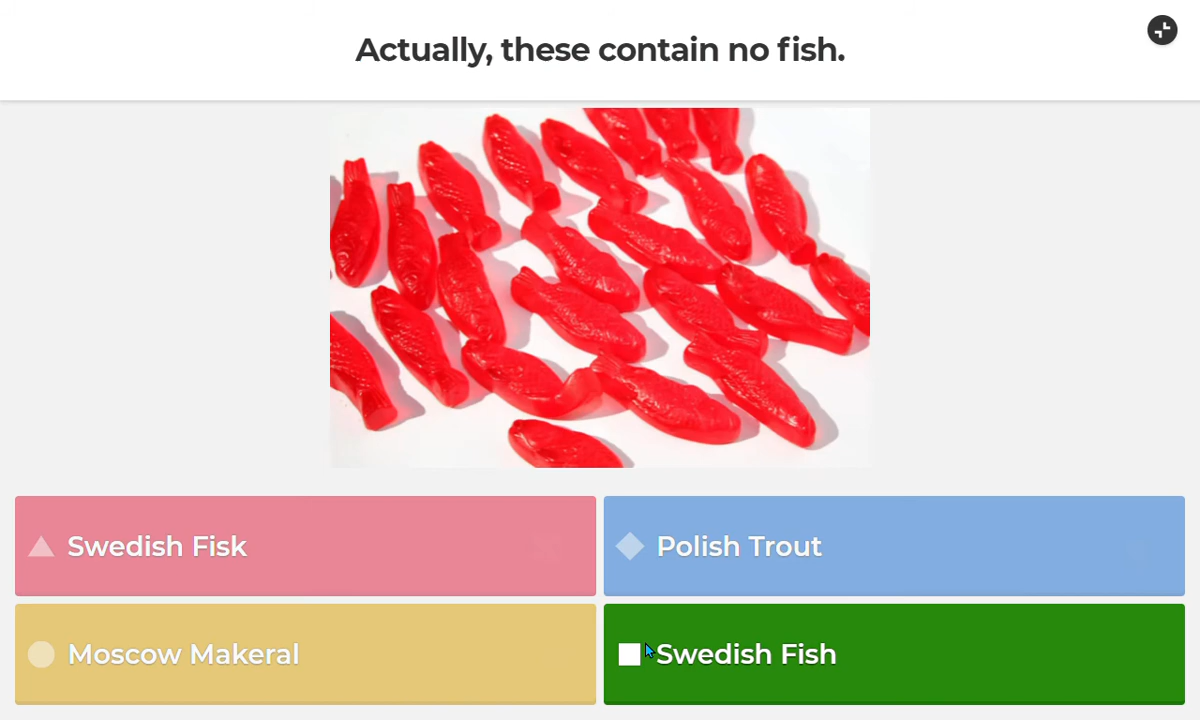 Actually, these contain no fish.
Swedish Fisk
Polish Trout
Moscow Makeral
Swedish Fish